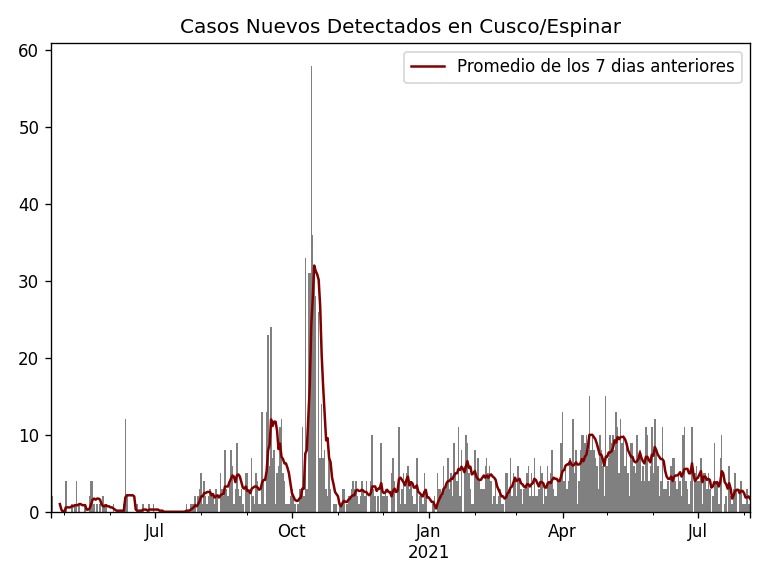 Casos Nuevos Detectados en Cusco/Espinar
Promedio de los 7 dias anteriores
60
50
40
30
20
10
0
Jul
Oct
Jan
2021
Apr
Jul